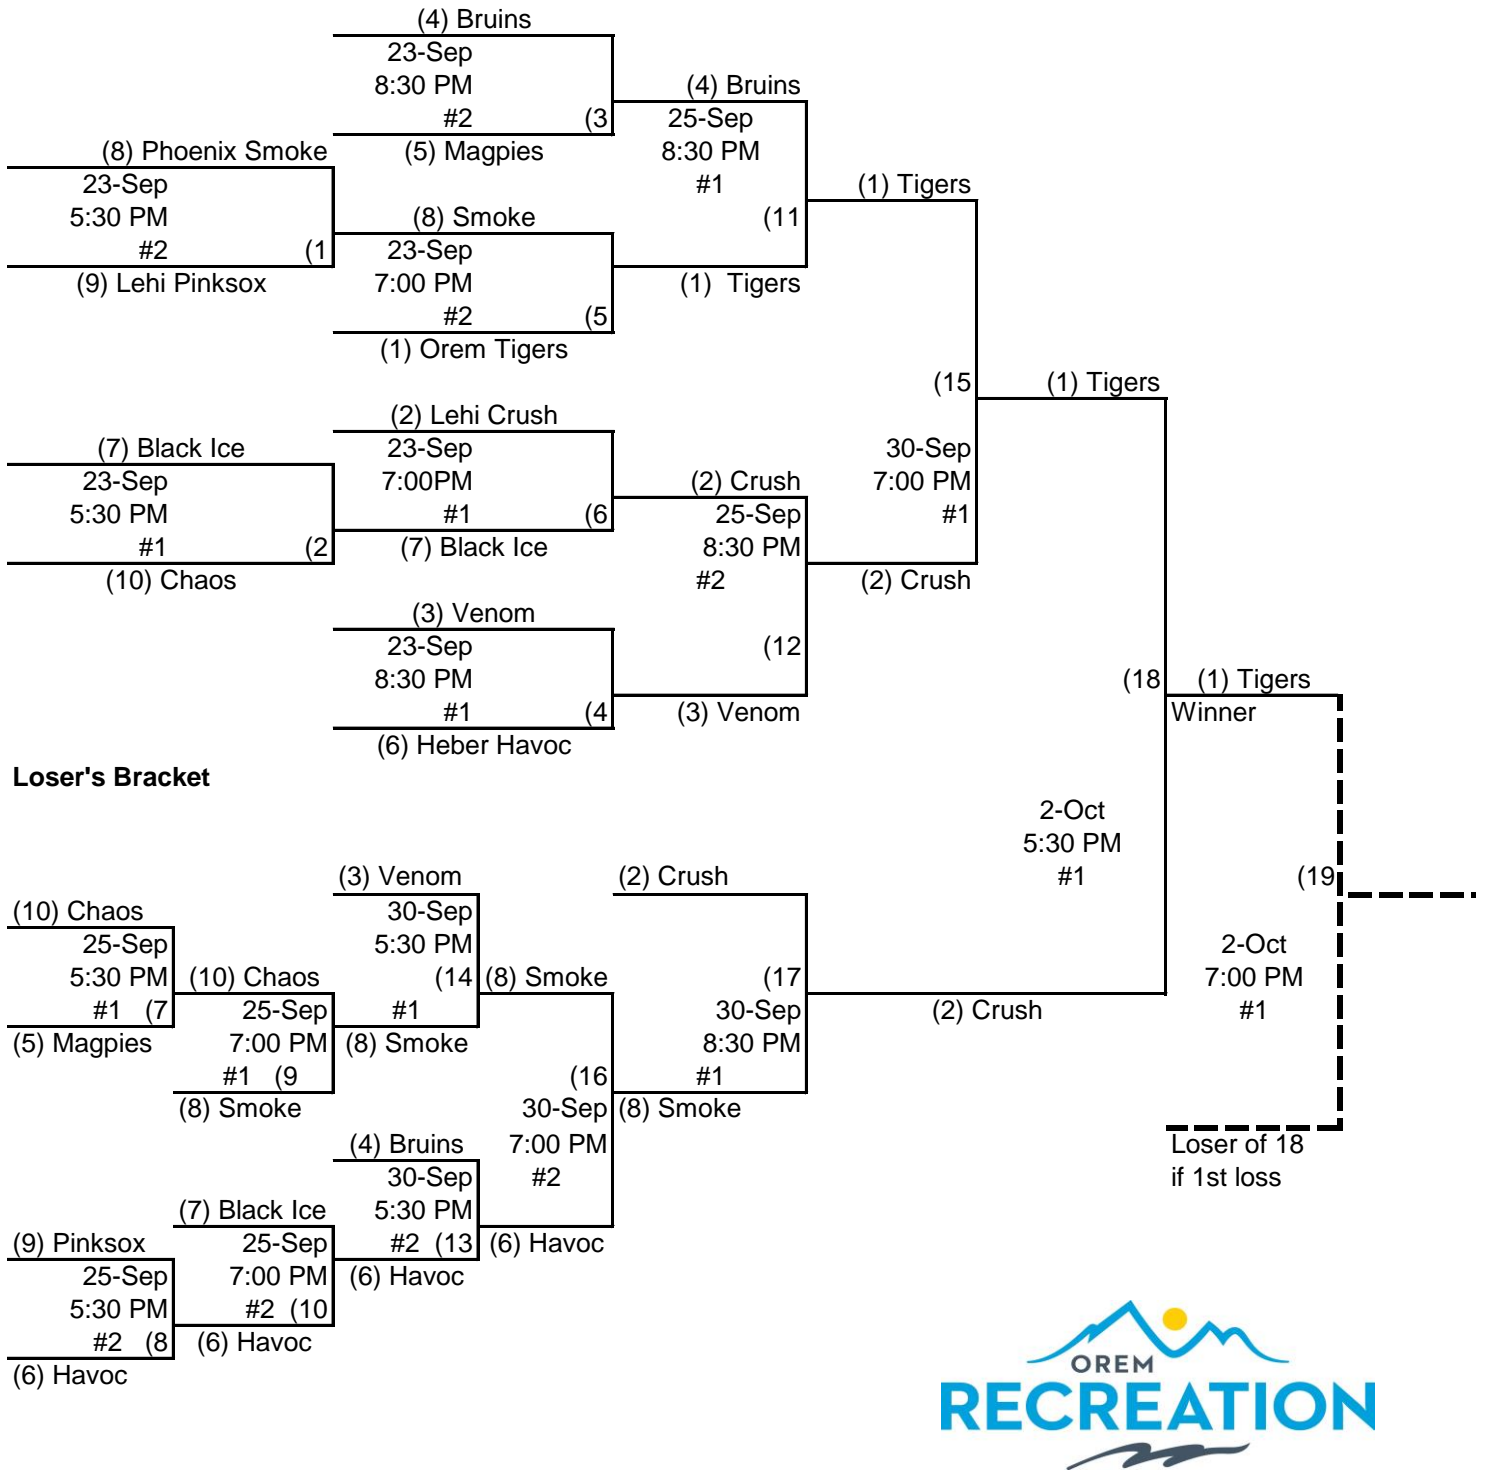 (4) Bruins
23-Sep
8:30 PM
#2 (3
(5) Magpies
(4) Bruins
25-Sep
8:30 PM
#1
(11
(8) Phoenix Smoke
23-Sep
5:30 PM
#2 (1
(9) Lehi Pinksox
(8) Smoke
23-Sep
7:00 PM
#2 (5
(1) Orem Tigers
(1) Tigers
(1) Tigers
(15
30-Sep
7:00 PM
#1
(1) Tigers
(2) Lehi Crush
23-Sep
7:00PM
#1 (6
(7) Black Ice
(7) Black Ice
23-Sep
5:30 PM
#1 (2
(10) Chaos
(2) Crush
25-Sep
8:30 PM
#2
(12
(3) Venom
(2) Crush
(3) Venom
23-Sep
8:30 PM
#1 (4
(6) Heber Havoc
(18
2-Oct
5:30 PM
#1
(1) Tigers
Winner
(19
2-Oct
7:00 PM
#1
Loser of 18
if 1st loss
Loser's Bracket
(10) Chaos
25-Sep
5:30 PM
#1 (7
(5) Magpies
(10) Chaos
25-Sep
7:00 PM
#1 (9
(8) Smoke
(3) Venom
30-Sep
5:30 PM
(14
#1
(8) Smoke
(8) Smoke
(16
30-Sep
7:00 PM
#2
(6) Havoc
(2) Crush
(17
30-Sep
8:30 PM
#1
(8) Smoke
(2) Crush
(4) Bruins
30-Sep
5:30 PM
#2 (13
(6) Havoc
(7) Black Ice
25-Sep
7:00 PM
#2 (10
(6) Havoc
(9) Pinksox
25-Sep
5:30 PM
#2 (8
(6) Havoc
OREM
RECREATION